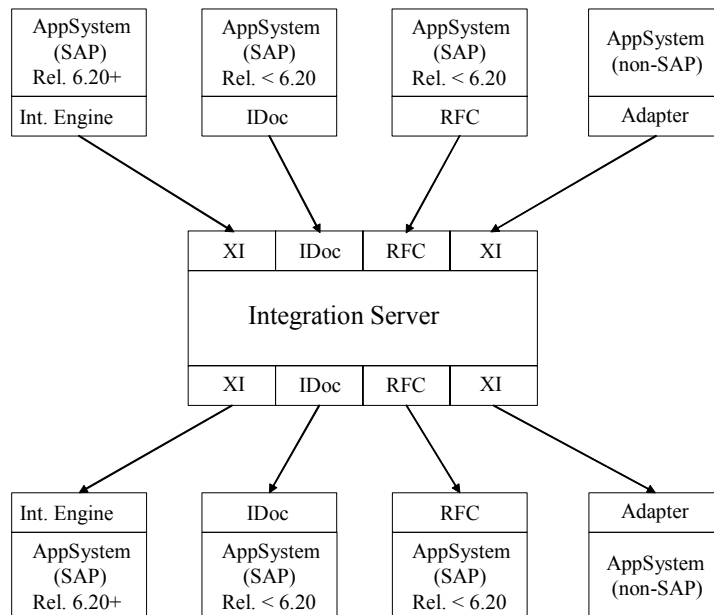 AppSystem
(SAP)
Rel. 6.20+
Int. Engine
AppSystem
(SAP)
Rel. < 6.20
IDoc
AppSystem
(SAP)
Rel. < 6.20
RFC
AppSystem
(non-SAP)
Adapter
XI
IDoc
RFC
XI
Integration Server
XI
IDoc
RFC
XI
Int. Engine
AppSystem
(SAP)
Rel. 6.20+
IDoc
AppSystem
(SAP)
Rel. < 6.20
RFC
AppSystem
(SAP)
Rel. < 6.20
Adapter
AppSystem
(non-SAP)